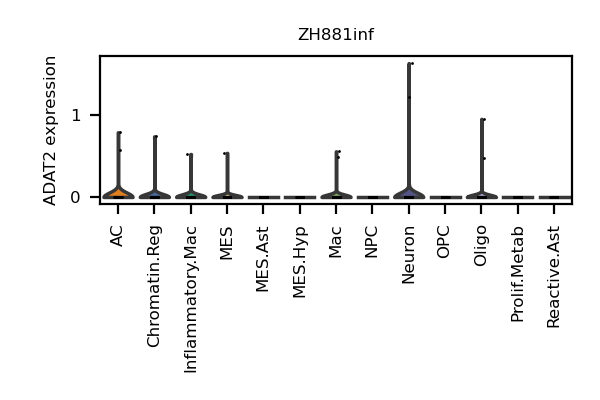 ZH881inf
ADAT2 expression
1
0
AC
Chromatin.Reg
Inflammatory.Mac
MES
MES.Ast
MES.Hyp
Mac
NPC
Neuron
OPC
Oligo
Prolif.Metab
Reactive.Ast